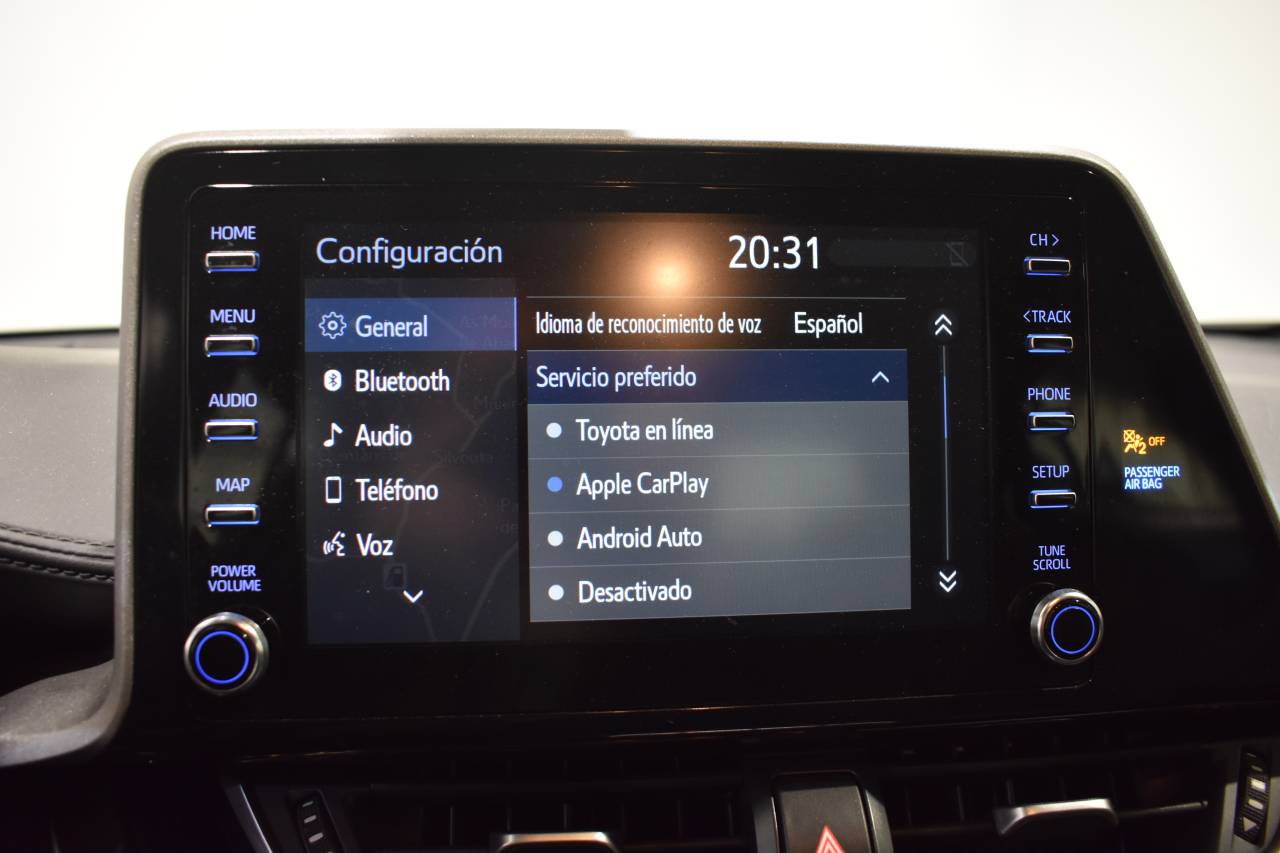 HOME
MENU
AUDIO
MAP
POWER
VOLUME
Configuración
20:31
General
Bluetooth
Audio
Teléfono
Voz
Idioma de reconocimiento de voz Español
Servicio preferido
Toyota en línea
Apple CarPlay
Android Auto
Desactivado
CH >
< TRACK
PHONE
SETUP
TUNE
SCROLL
2 OFF
PASSENGER
AIR BAG